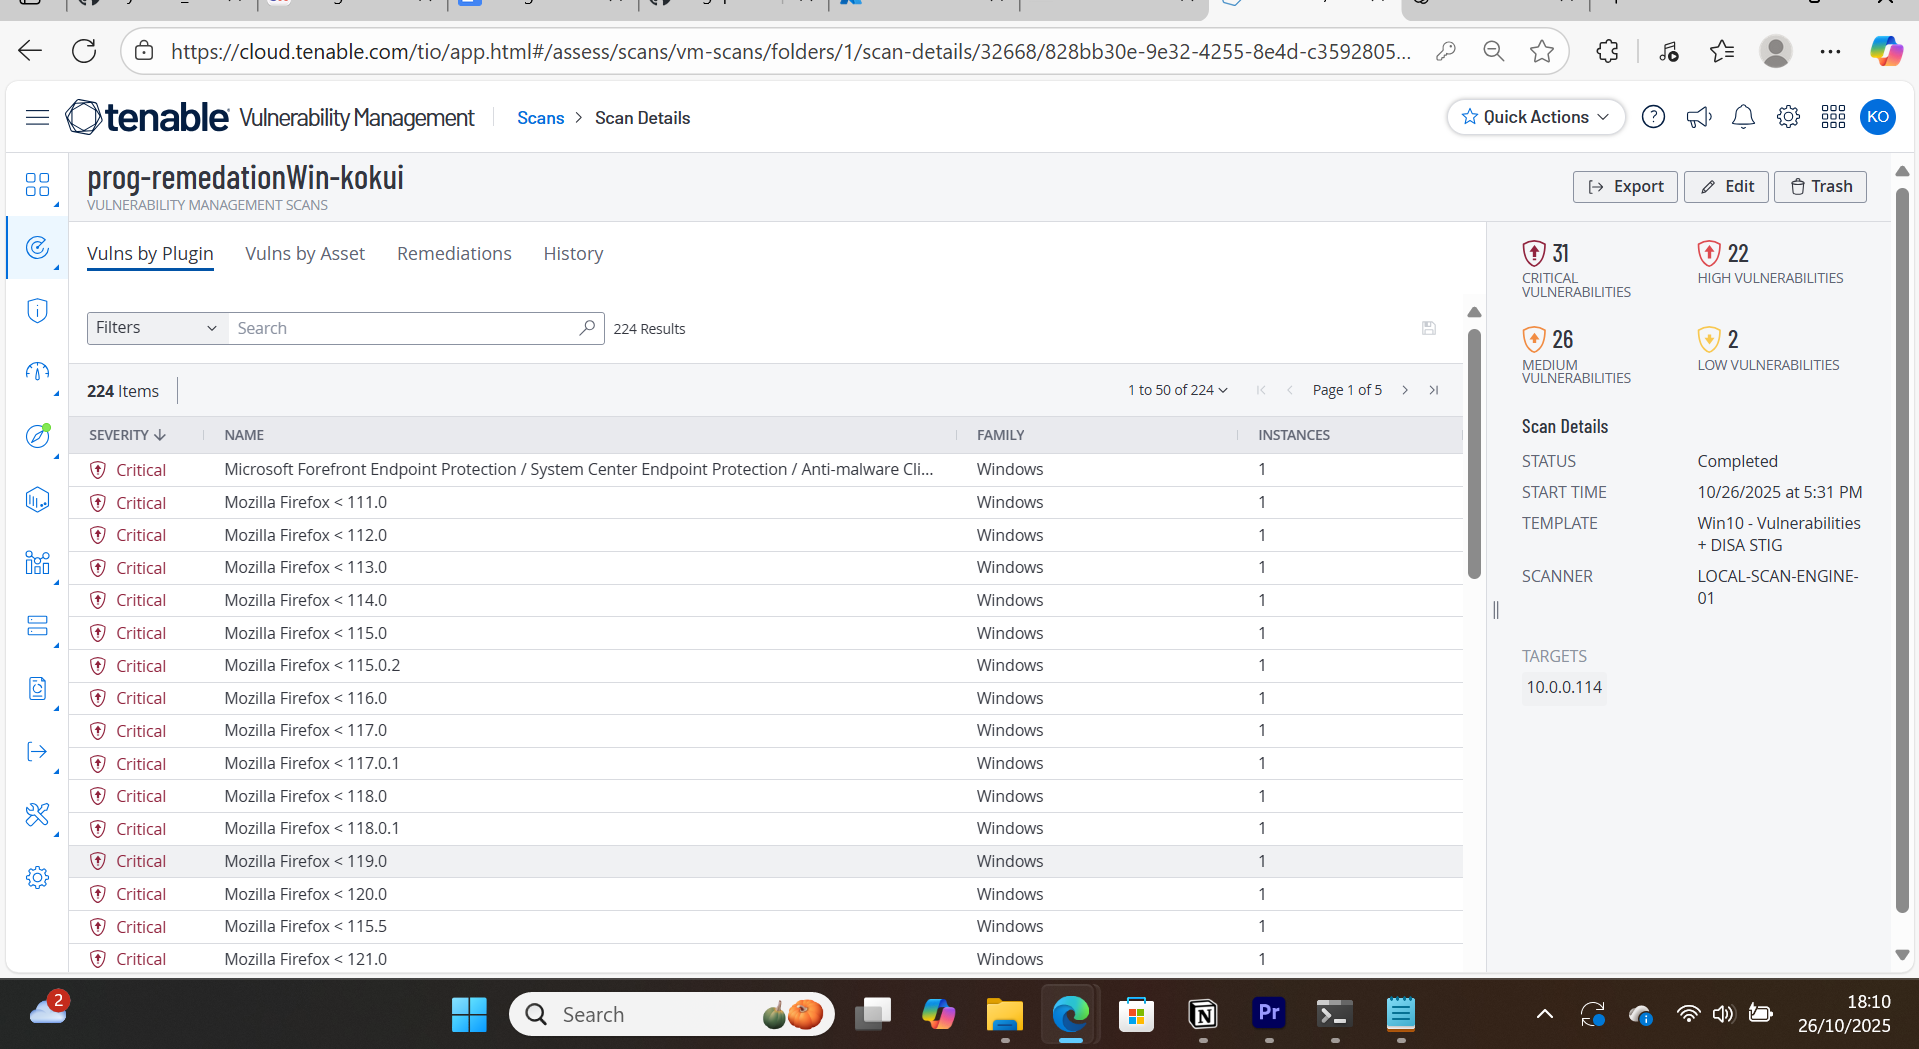 https://cloud.tenable.com/tio/app.html#/assess/scans/vm-scans/folders/1/scan-details/32668/828bb30e-9e32-4255-8e4d-c3592805...
tenable Vulnerability Management
Scans > Scan Details
Quick Actions
KO
prog-remedationWin-kokui
VULNERABILITY MANAGEMENT SCANS
Export
Edit
Trash
Vulns by Plugin
Vulns by Asset
Remediations
History
Filters
Search
224 Results
224 Items
1 to 50 of 224
Page 1 of 5
SEVERITY NAME FAMILY INSTANCES
Critical Microsoft Forefront Endpoint Protection / System Center Endpoint Protection / Anti-malware Cli... Windows 1
Critical Mozilla Firefox < 111.0 Windows 1
Critical Mozilla Firefox < 112.0 Windows 1
Critical Mozilla Firefox < 113.0 Windows 1
Critical Mozilla Firefox < 114.0 Windows 1
Critical Mozilla Firefox < 115.0 Windows 1
Critical Mozilla Firefox < 115.0.2 Windows 1
Critical Mozilla Firefox < 116.0 Windows 1
Critical Mozilla Firefox < 117.0 Windows 1
Critical Mozilla Firefox < 117.0.1 Windows 1
Critical Mozilla Firefox < 118.0 Windows 1
Critical Mozilla Firefox < 118.0.1 Windows 1
Critical Mozilla Firefox < 119.0 Windows 1
Critical Mozilla Firefox < 120.0 Windows 1
Critical Mozilla Firefox < 115.5 Windows 1
Critical Mozilla Firefox < 121.0 Windows 1
31
CRITICAL
VULNERABILITIES
22
HIGH VULNERABILITIES
26
MEDIUM
VULNERABILITIES
2
LOW VULNERABILITIES
Scan Details
STATUS Completed
START TIME 10/26/2025 at 5:31 PM
TEMPLATE Win10 - Vulnerabilities
+ DISA STIG
SCANNER LOCAL-SCAN-ENGINE-
01
TARGETS
10.0.0.114
2
Search
Pr
18:10
26/10/2025